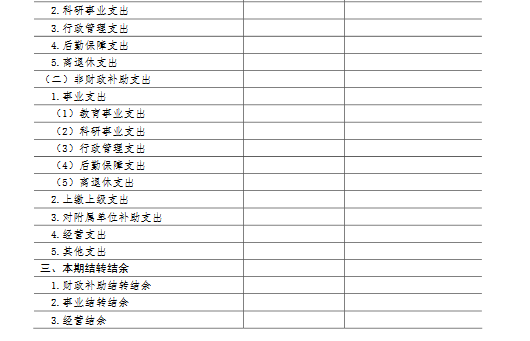 2.科研事业支出
3.行政管理支出
4.后勤保障支出
5.离退休支出
（二）非财政补助支出
1.事业支出
（1）教育事业支出
（2）科研事业支出
（3）行政管理支出
（4）后勤保障支出
（5）离退休支出
2.上缴上级支出
3.对附属单位补助支出
4.经营支出
5.其他支出
三、本期结转结余
1.财政补助结转结余
2.事业结转结余
3.经营结余